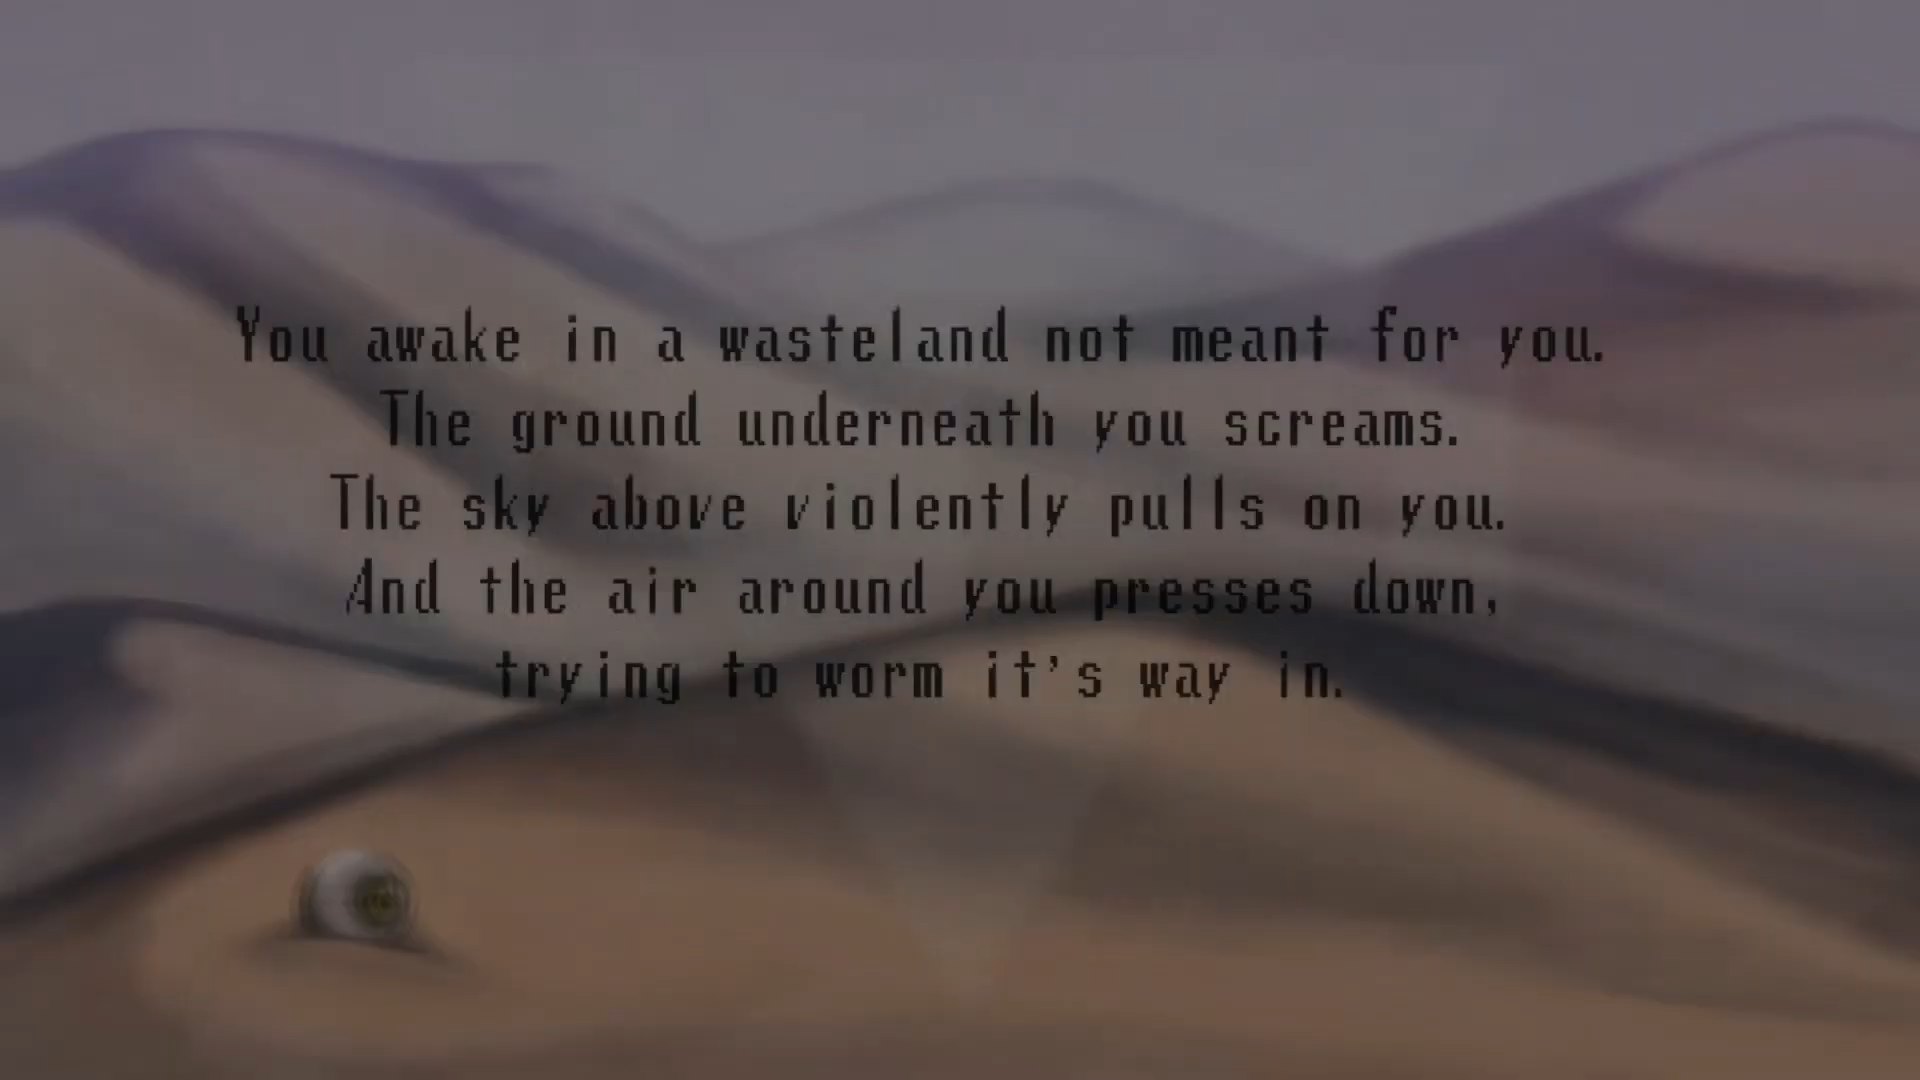 You awake in a wasteland not meant for you.
The ground underneath you screams.
The sky above violently pulls on you.
And the air around you presses down,
trying to worm it's way in.